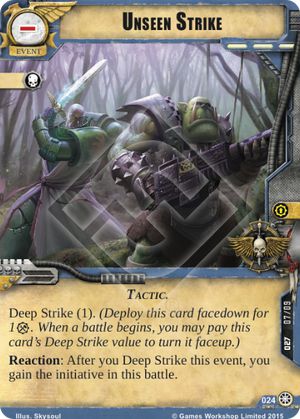 UNSEEN STRIKE
–
EVENT
TACTIC.
Deep Strike (1). (Deploy this card facedown for
1. When a battle begins, you may pay this
card's Deep Strike value to turn it faceup.)
Reaction: After you Deep Strike this event, you
gain the initiative in this battle.
027 07/09
024
Illus. Skysoul
© Games Workshop Limited 2015